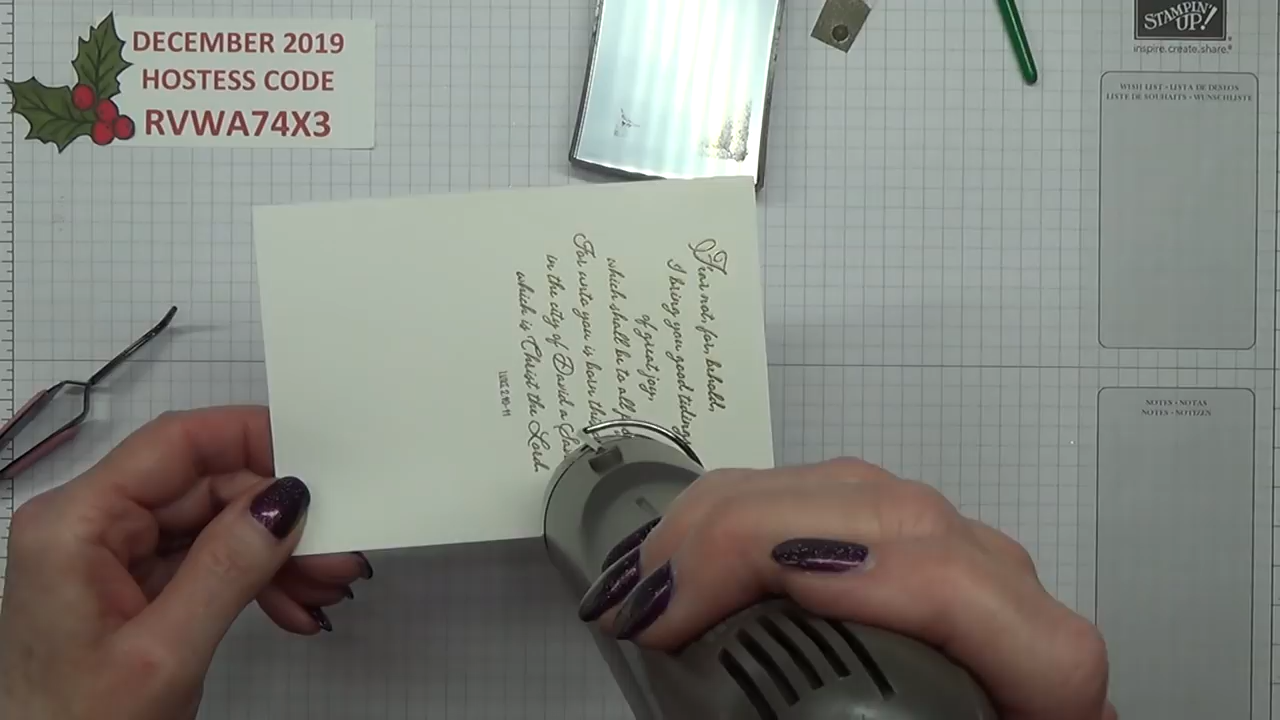 DECEMBER 2019
HOSTESS CODE
RVWA74X3
STAMPIN' UP!
inspire.create.share.
WISH LIST • LISTA DE DESEOS
LISTE DE SOUHAITS • WUNSCHLISTE
NOTES • NOTAS
NOTES • NOTIZEN
Fear not, for, behold,
I bring you good tidings
of great joy,
which shall be to all
For unto you is born this
in the city of David a
which is Christ the Lord.
LUKE 2:10-11